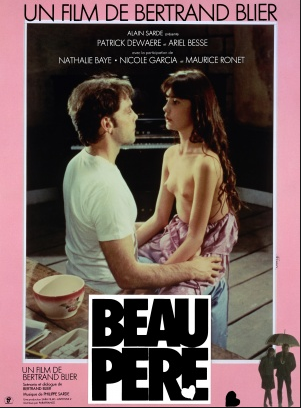 UN FILM DE BERTRAND BLIER
ALAIN SARDE présente
PATRICK DEWAERE et ARIEL BESSE
avec la participation de
NATHALIE BAYE • NICOLE GARCIA et MAURICE RONET
BEAU
PERE
UN FILM DE
BERTRAND BLIER
Scénario et dialogue de
BERTRAND BLIER
Musique de PHILIPPE SARDE